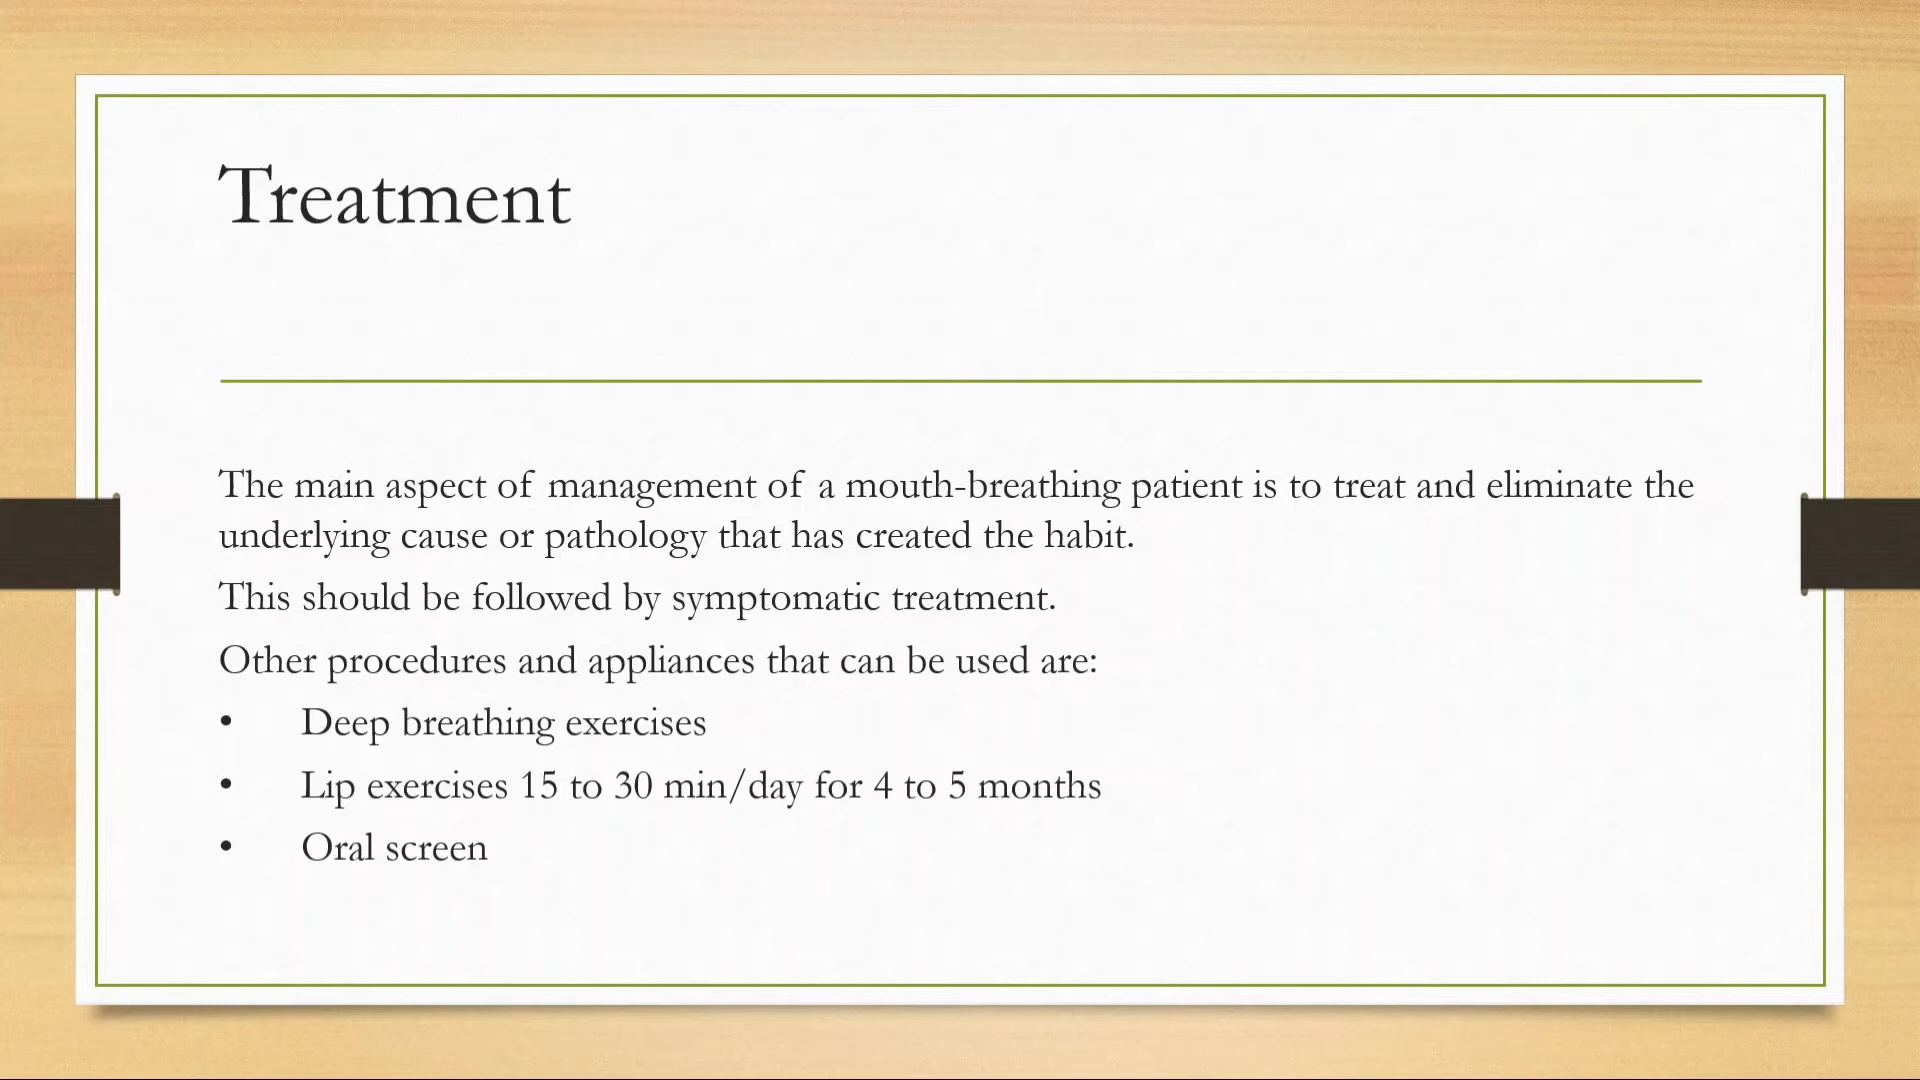 Treatment
The main aspect of management of a mouth-breathing patient is to treat and eliminate the
underlying cause or pathology that has created the habit.
This should be followed by symptomatic treatment.
Other procedures and appliances that can be used are:
• Deep breathing exercises
• Lip exercises 15 to 30 min/day for 4 to 5 months
• Oral screen